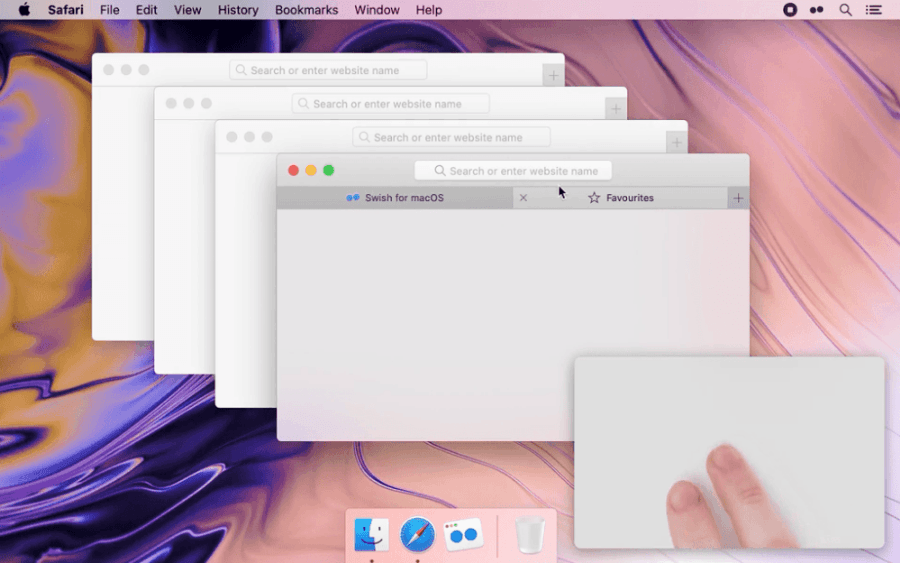 Safari File Edit View History Bookmarks Window Help
Search or enter website name
Search or enter website name
Search or enter website name
Search or enter website name
Swish for macOS
Favourites